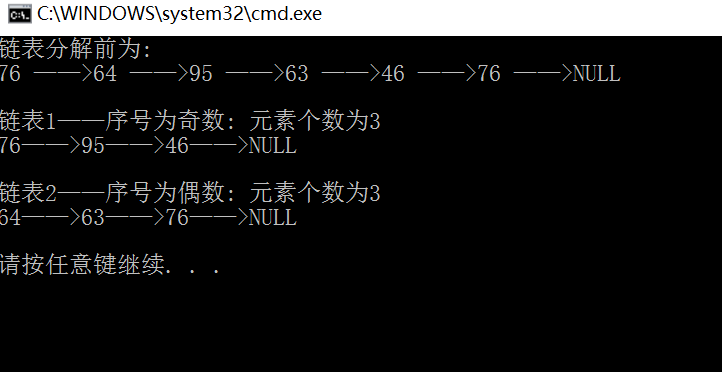 C:\WINDOWS\system32\cmd.exe
链表分解前为:
76 ——>64 ——>95 ——>63 ——>46 ——>76 ——>NULL
链表1——序号为奇数: 元素个数为3
76——>95——>46——>NULL
链表2——序号为偶数: 元素个数为3
64——>63——>76——>NULL
请按任意键继续. . .